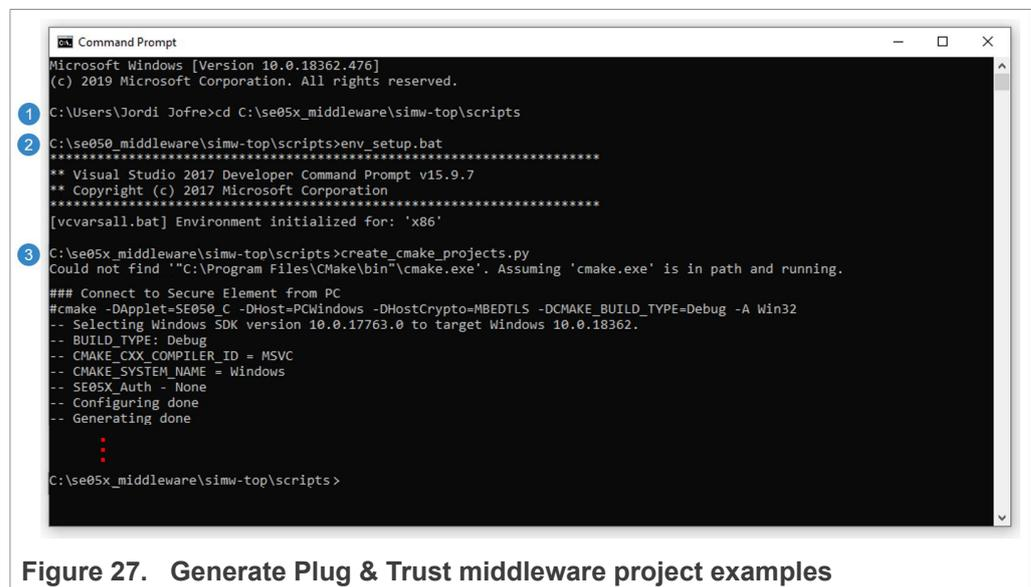 Command Prompt
Microsoft Windows [Version 10.0.18362.476]
(c) 2019 Microsoft Corporation. All rights reserved.
1 C:\Users\Jordi Jofre>cd C:\se05x_middleware\simw-top\scripts
2 C:\se050_middleware\simw-top\scripts>env_setup.bat
**********************************************************************
** Visual Studio 2017 Developer Command Prompt v15.9.7
** Copyright (c) 2017 Microsoft Corporation
**********************************************************************
[vcvarsall.bat] Environment initialized for: 'x86'
3 C:\se05x_middleware\simw-top\scripts>create_cmake_projects.py
Could not find '"C:\Program Files\CMake\bin"\cmake.exe'. Assuming 'cmake.exe' is in path and running.
### Connect to Secure Element from PC
#cmake -DApplet=SE050_C -DHost=PCWindows -DHostCrypto=MBEDTLS -DCMAKE_BUILD_TYPE=Debug -A Win32
-- Selecting Windows SDK version 10.0.17763.0 to target Windows 10.0.18362.
-- BUILD_TYPE: Debug
-- CMAKE_CXX_COMPILER_ID = MSVC
-- CMAKE_SYSTEM_NAME = Windows
-- SE05X_Auth - None
-- Configuring done
-- Generating done
C:\se05x_middleware\simw-top\scripts>
Figure 27. Generate Plug & Trust middleware project examples